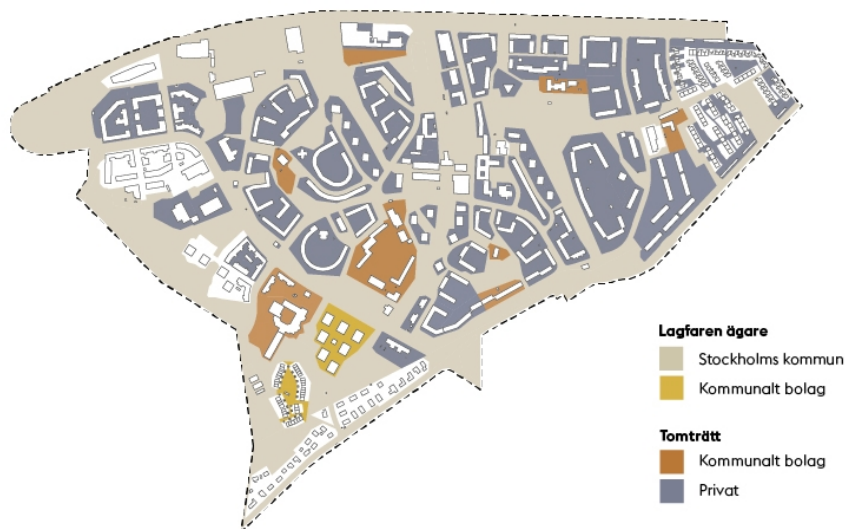 Lagfaren ägare
Stockholms kommun
Kommunalt bolag
Tomträtt
Kommunalt bolag
Privat